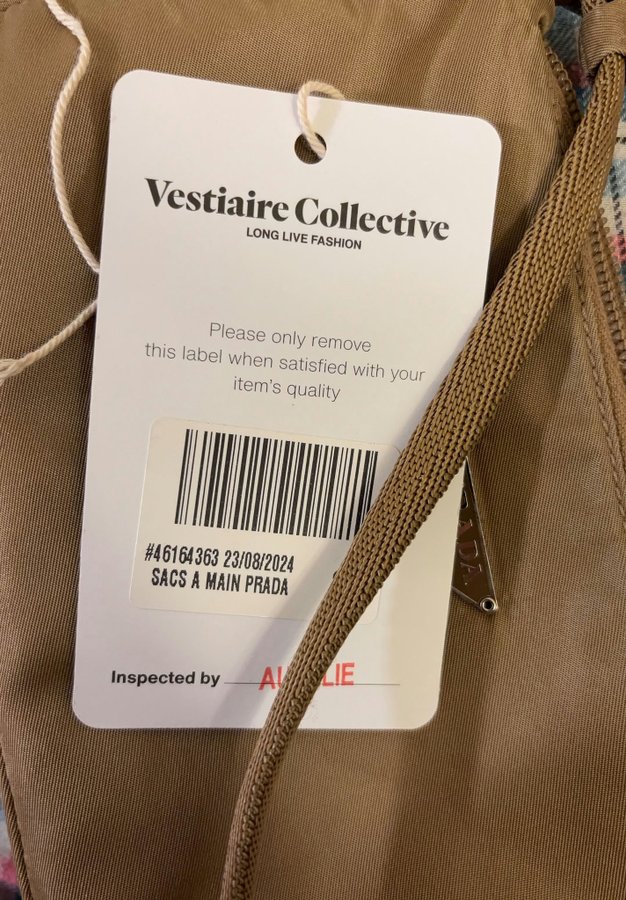 Vestiaire Collective
LONG LIVE FASHION
Please only remove
this label when satisfied with your
item's quality
#46164363 23/08/2024
SACS A MAIN PRADA
Inspected by